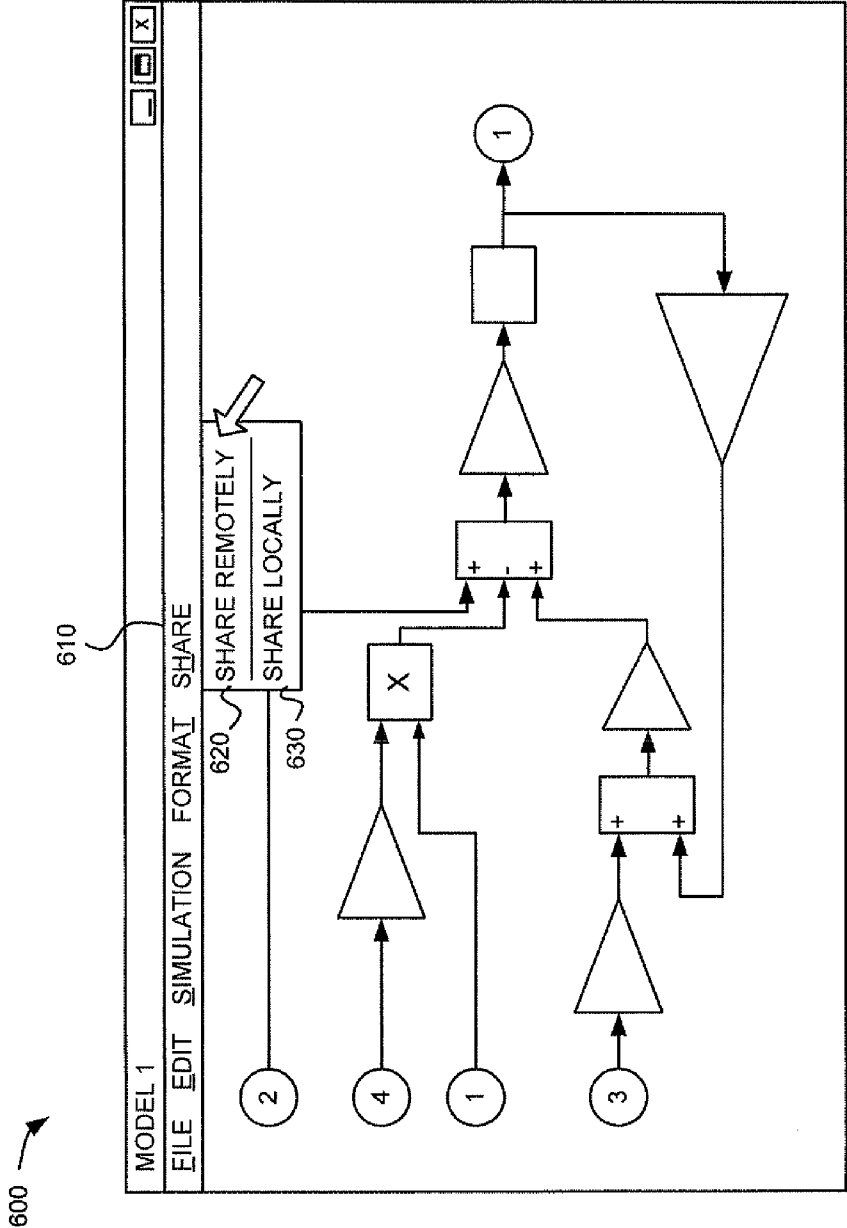 600
610
MODEL 1
_ X
FILE EDIT SIMULATION FORMAT SHARE
620
SHARE REMOTELY
630
SHARE LOCALLY
2
4
X
1
+
-
+
1
3
+
+